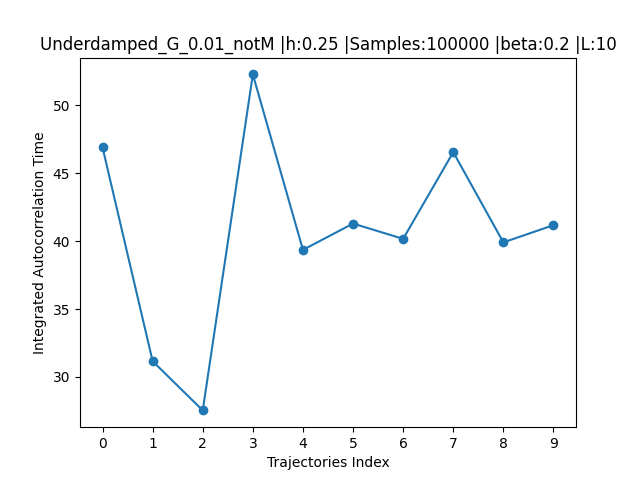 Underdamped_G_0.01_notM |h:0.25 |Samples:100000 |beta:0.2 |L:10
Integrated Autocorrelation Time
50
45
40
35
30
0 1 2 3 4 5 6 7 8 9
Trajectories Index